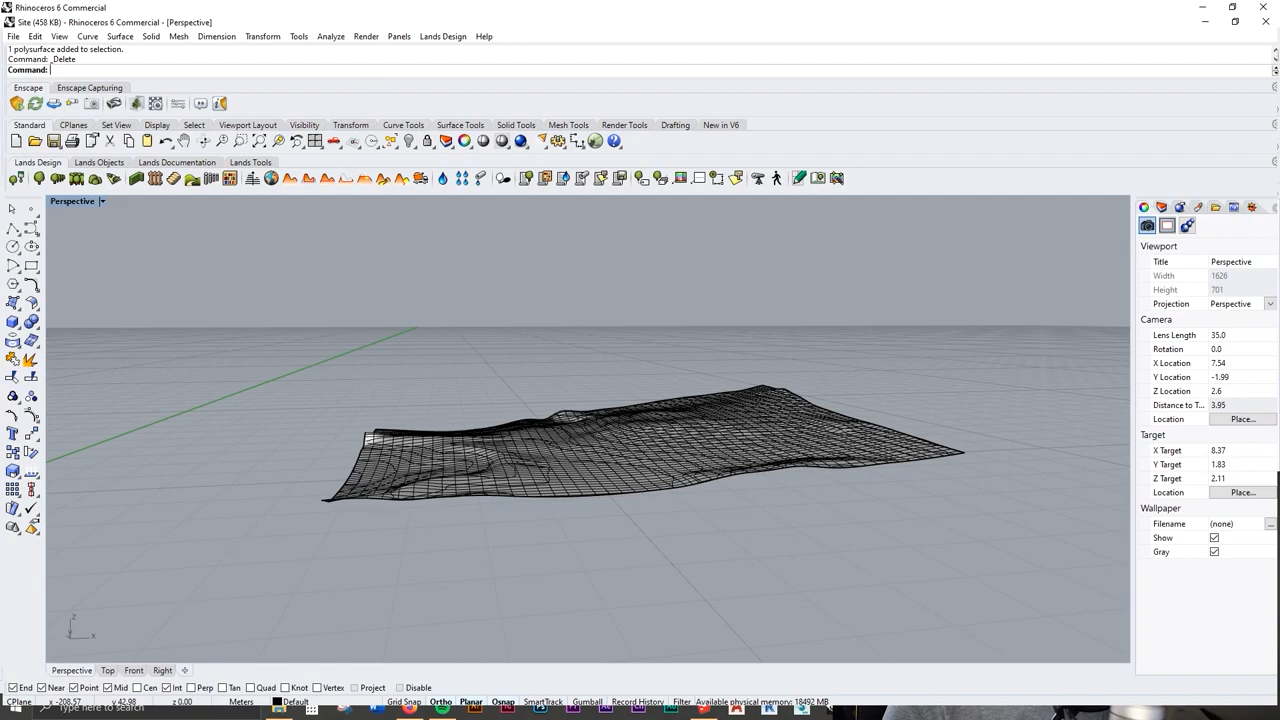 Rhinoceros 6 Commercial
Site (458 KB) - Rhinoceros 6 Commercial - [Perspective]
File Edit View Curve Surface Solid Mesh Dimension Transform Tools Analyze Render Panels Lands Design Help
1 polysurface added to selection.
Command: _Delete
Command:
Enscape Enscape Capturing
Standard CPlanes Set View Display Select Viewport Layout Visibility Transform Curve Tools Surface Tools Solid Tools Mesh Tools Render Tools Drafting New in V6
Lands Design Lands Objects Lands Documentation Lands Tools
Perspective
Viewport
Title Perspective
Width 1626
Height 701
Projection Perspective
Camera
Lens Length 35.0
Rotation 0.0
X Location 7.54
Y Location -1.99
Z Location 2.6
Distance to T... 3.95
Location Place...
Target
X Target 8.37
Y Target 1.83
Z Target 2.11
Location Place...
Wallpaper
Filename (none) ...
Show
Gray
z
x
Perspective Top Front Right
End Near Point Mid Cen Int Perp Tan Quad Knot Vertex Project Disable
CPlane x -208.57 y 42.98 z 0.00 Meters Default Grid Snap Ortho Planar Osnap SmartTrack Gumball Record History Filter Available physical memory: 18492 MB
Type here to search